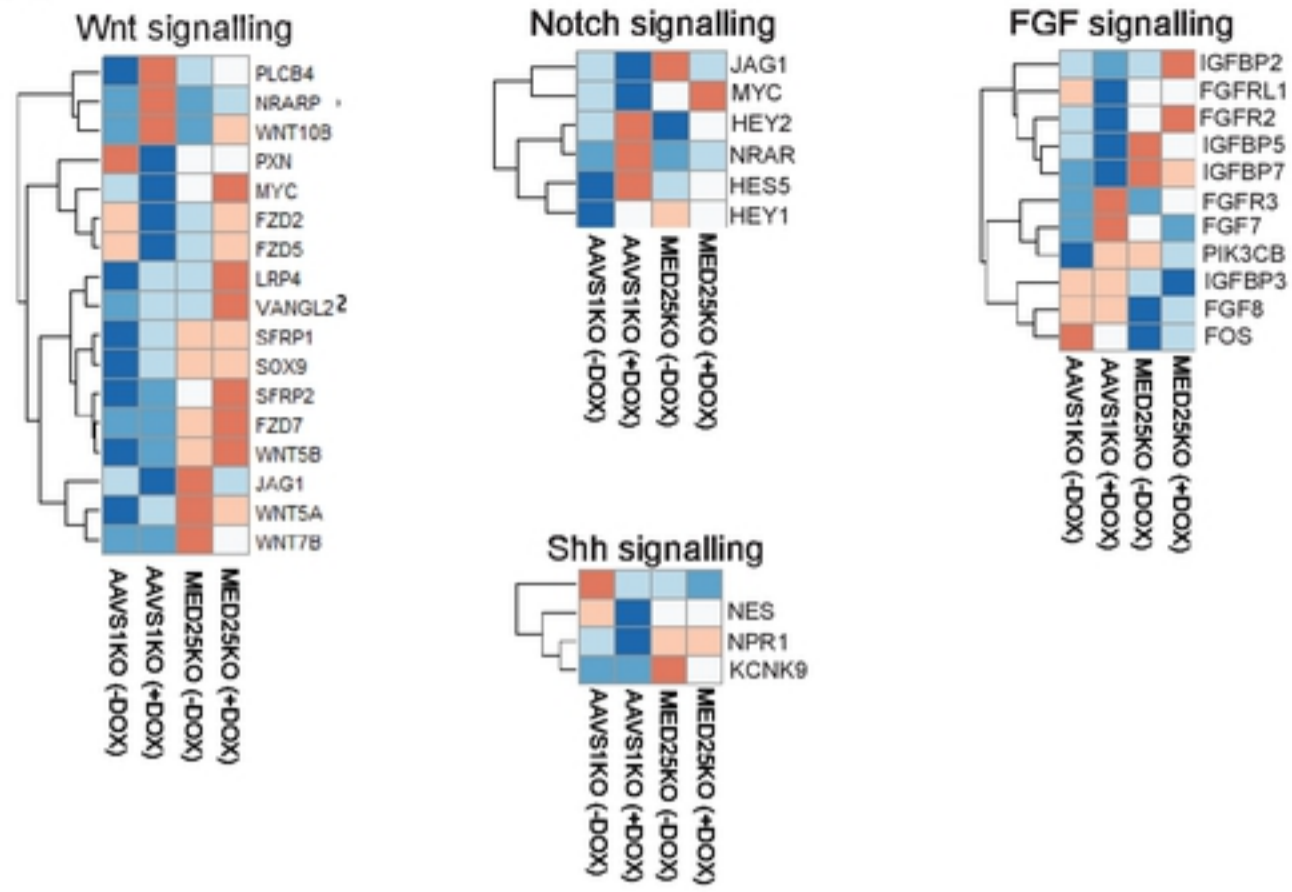 Wnt signalling
PLCB4
NRARP
WNT10B
PXN
MYC
FZD2
FZD5
LRP4
VANGL2
SFRP1
SOX9
SFRP2
FZD7
WNT5B
JAG1
WNT5A
WNT7B
AAVS1KO (-DOX)
AAVS1KO (+DOX)
MED25KO (-DOX)
MED25KO (+DOX)
Notch signalling
JAG1
MYC
HEY2
NRAR
HES5
HEY1
AAVS1KO (-DOX)
AAVS1KO (+DOX)
MED25KO (-DOX)
MED25KO (+DOX)
Shh signalling
NES
NPR1
KCNK9
AAVS1KO (-DOX)
AAVS1KO (+DOX)
MED25KO (-DOX)
MED25KO (+DOX)
FGF signalling
IGFBP2
FGFRL1
FGFR2
IGFBP5
IGFBP7
FGFR3
FGF7
PIK3CB
IGFBP3
FGF8
FOS
AAVS1KO (-DOX)
AAVS1KO (+DOX)
MED25KO (-DOX)
MED25KO (+DOX)